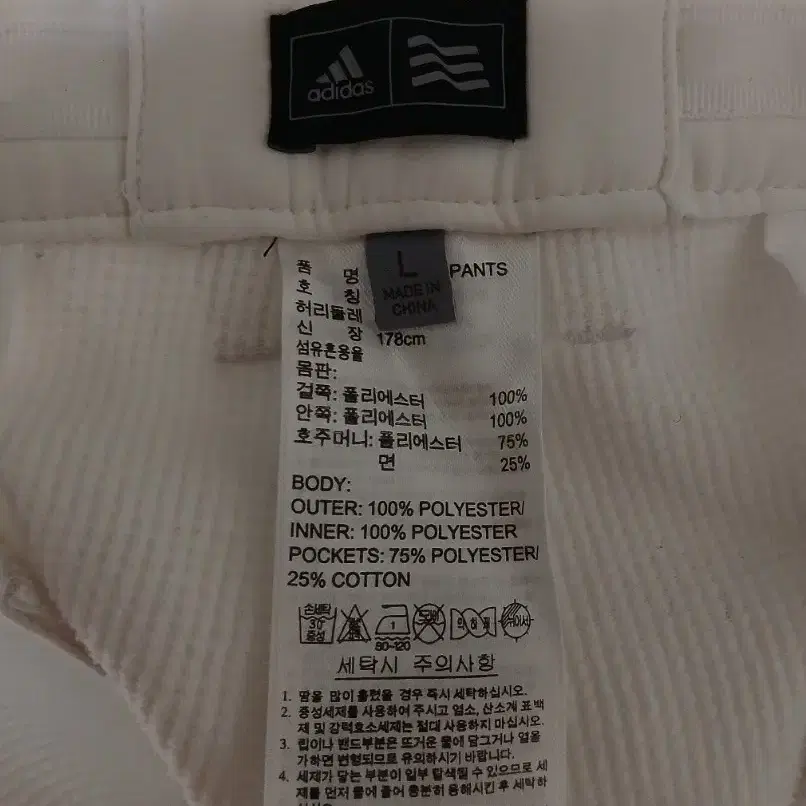 adidas
품 명 PANTS
호 칭 L
허리둘레
MADE IN
CHINA
신 장 178cm
섬유혼용율
몸판:
겉쪽: 폴리에스터 100%
안쪽: 폴리에스터 100%
호주머니: 폴리에스터 75%
면 25%
BODY:
OUTER: 100% POLYESTER/
INNER: 100% POLYESTER
POCKETS: 75% POLYESTER/
25% COTTON
손세탁
30
중성
1
80-120
세탁시 주의사항
1. 땀을 많이 흘렸을 경우 즉시 세탁하십시오.
2. 중성세제를 사용하여 주시고 염소, 산소계 표백
제 및 강력효소세제는 절대 사용하지 마십시오.
3. 립이나 밴드부분은 뜨거운 물에 담그거나 열을
가하면 변형되므로 유의하시기 바랍니다.
4. 세제가 닿는 부분이 일부 탈색될 수 있으므로 세
제를 먼저 물에 풀어 충분히 용해시킨 후 세탁하